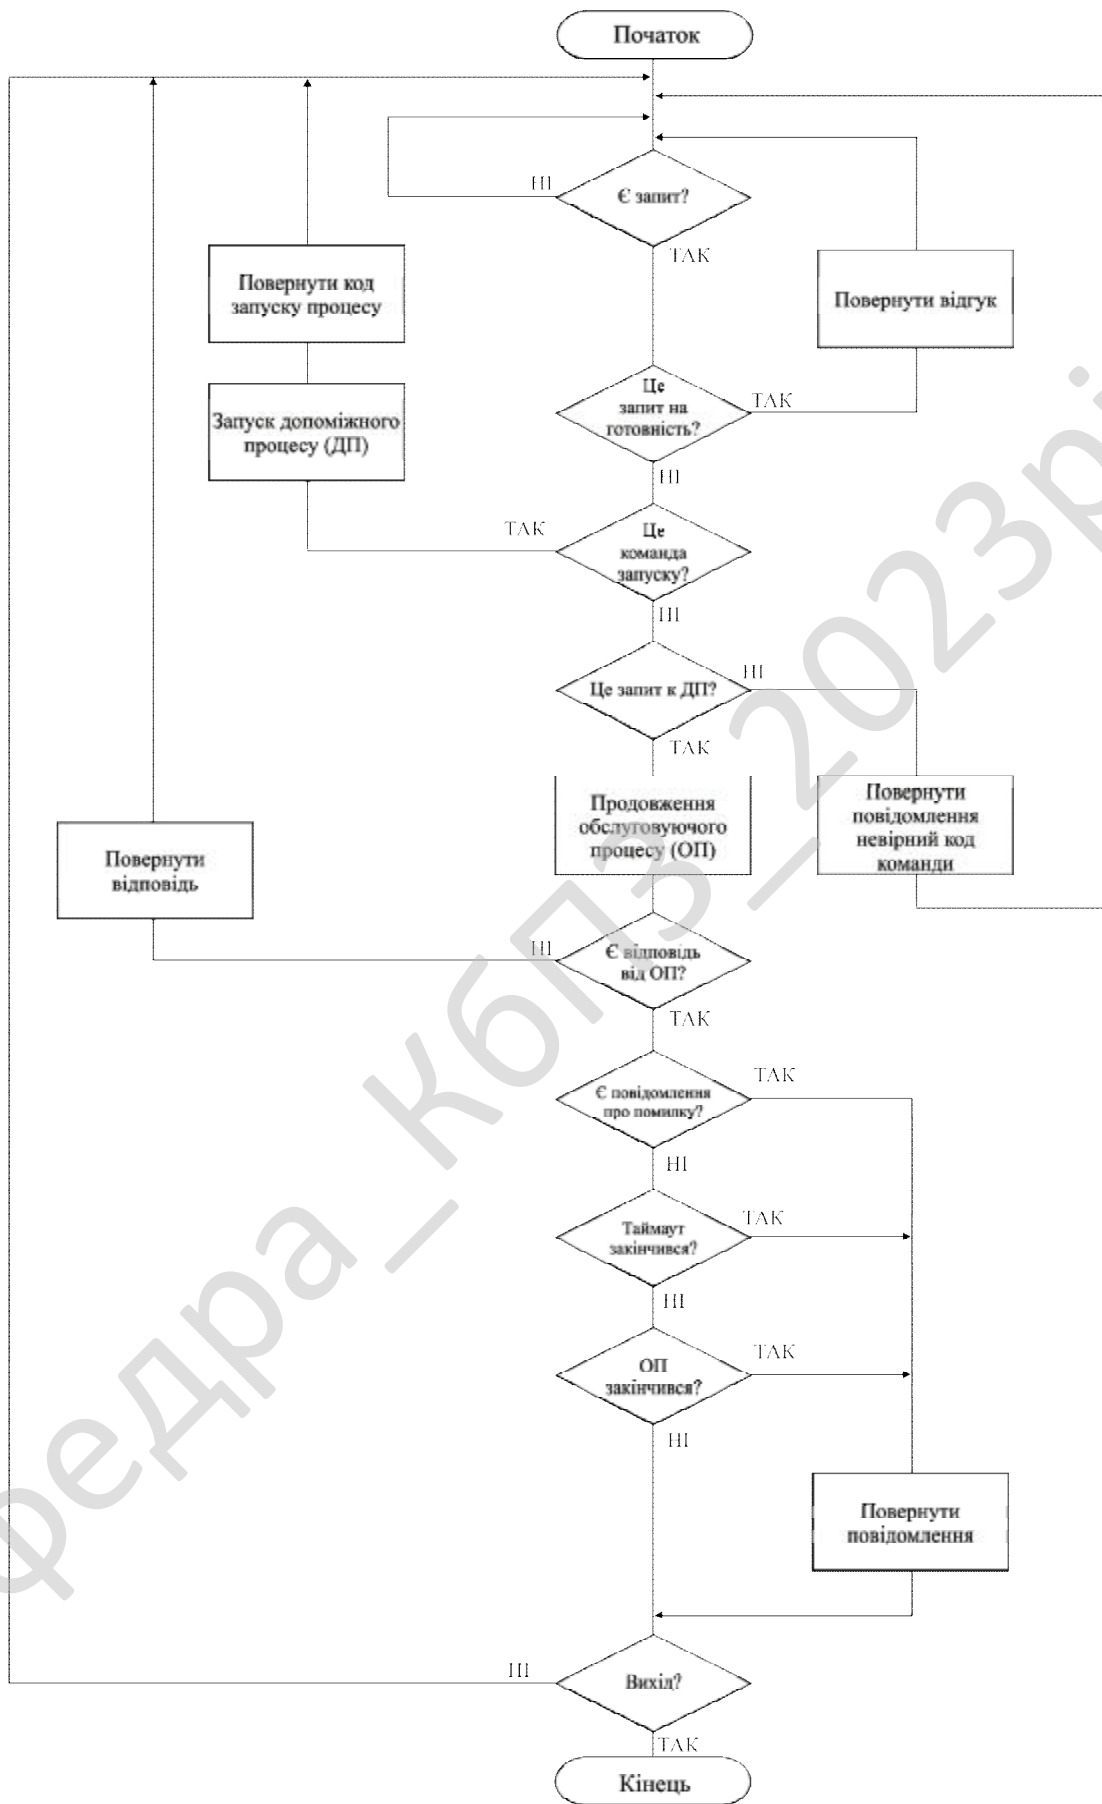 Початок
НІ
Є запит?
ТАК
Повернути код
запуску процесу
Повернути відгук
Це
запит на
готовність?
ТАК
Запуск допоміжного
процесу (ДП)
НІ
ТАК
Це
команда
запуску?
НІ
Це запит к ДП?
НІ
ТАК
Продовження
обслуговуючого
процесу (ОП)
Повернути
повідомлення
невірний код
команди
Повернути
відповідь
НІ
Є відповідь
від ОП?
ТАК
Є повідомлення
про помилку?
ТАК
НІ
Таймаут
закінчився?
ТАК
НІ
ОП
закінчився?
ТАК
НІ
Повернути
повідомлення
НІ
Вихід?
ТАК
Кінець
федра_КбПЗ_2023рі